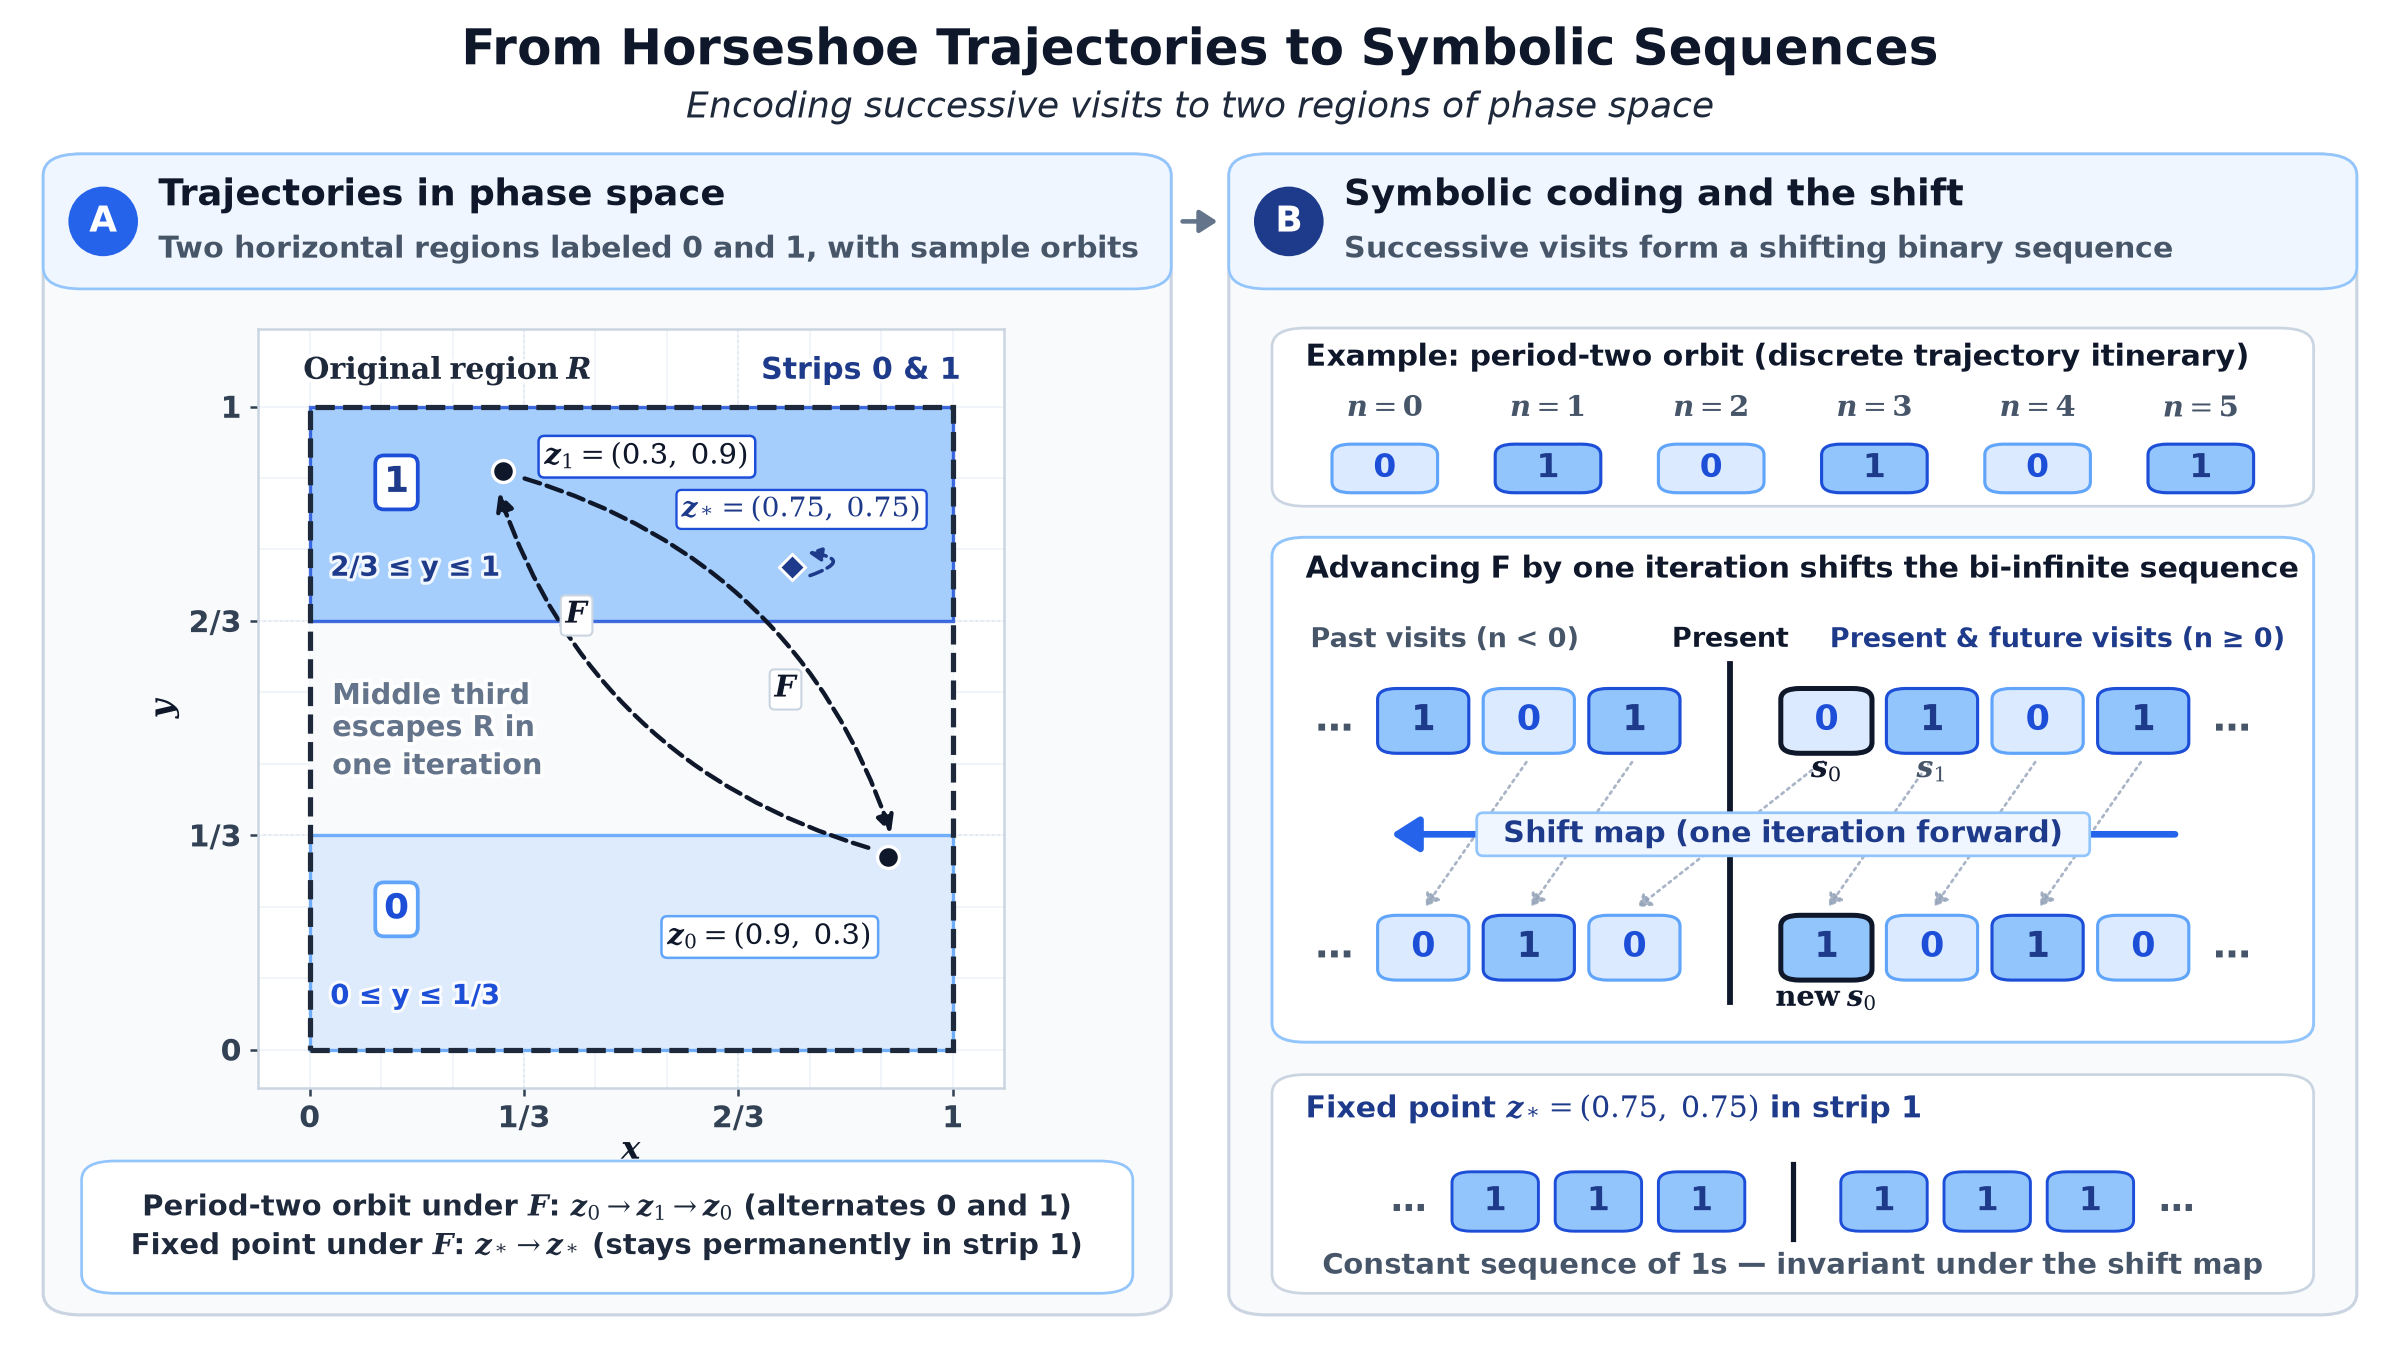 From Horseshoe Trajectories to Symbolic Sequences
Encoding successive visits to two regions of phase space
A
Trajectories in phase space
Two horizontal regions labeled 0 and 1, with sample orbits
Original region R
Strips 0 & 1
1
2/3
1/3
0
y
1
z₁ = (0.3, 0.9)
z∗ = (0.75, 0.75)
2/3 ≤ y ≤ 1
F
F
Middle third
escapes R in
one iteration
0
z₀ = (0.9, 0.3)
0 ≤ y ≤ 1/3
0 1/3 2/3 1
x
Period-two orbit under F: z₀ → z₁ → z₀ (alternates 0 and 1)
Fixed point under F: z∗ → z∗ (stays permanently in strip 1)
B
Symbolic coding and the shift
Successive visits form a shifting binary sequence
Example: period-two orbit (discrete trajectory itinerary)
n = 0 n = 1 n = 2 n = 3 n = 4 n = 5
0 1 0 1 0 1
Advancing F by one iteration shifts the bi-infinite sequence
Past visits (n < 0) Present Present & future visits (n ≥ 0)
... 1 0 1 0 1 0 1 ...
s₀ s₁
Shift map (one iteration forward)
... 0 1 0 1 0 1 0 ...
new s₀
Fixed point z∗ = (0.75, 0.75) in strip 1
... 1 1 1 1 1 1 ...
Constant sequence of 1s — invariant under the shift map